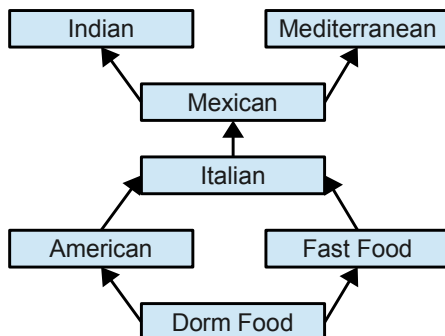 Indian
Mediterranean
Mexican
Italian
American
Fast Food
Dorm Food